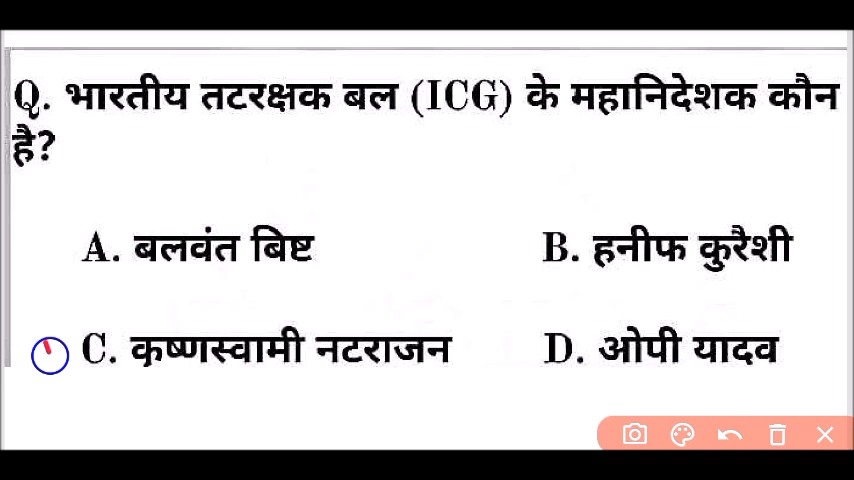 Q. भारतीय तटरक्षक बल (ICG) के महानिदेशक कौन
है?
A. बलवंत बिष्ट
B. हनीफ कुरैशी
C. कृष्णस्वामी नटराजन
D. ओपी यादव